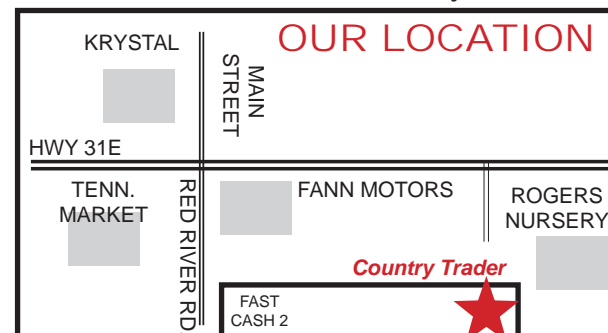 OUR LOCATION
KRYSTAL
MAIN
STREET
HWY 31E
TENN.
MARKET
RED RIVER RD
FANN MOTORS
ROGERS
NURSERY
Country Trader
FAST
CASH 2